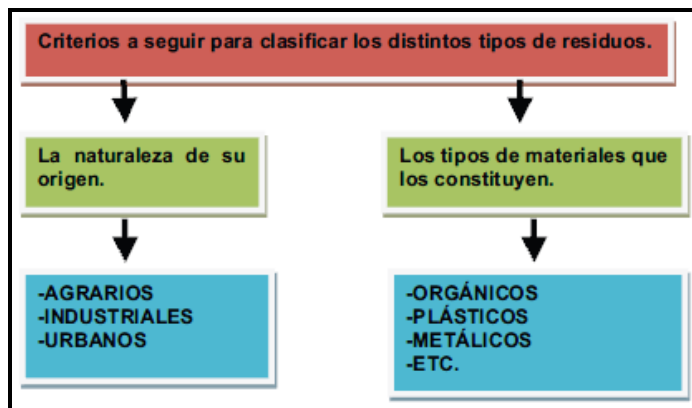 Criterios a seguir para clasificar los distintos tipos de residuos.
La naturaleza de su
origen.
Los tipos de materiales que
los constituyen.
-AGRARIOS
-INDUSTRIALES
-URBANOS
-ORGÁNICOS
-PLÁSTICOS
-METÁLICOS
-ETC.